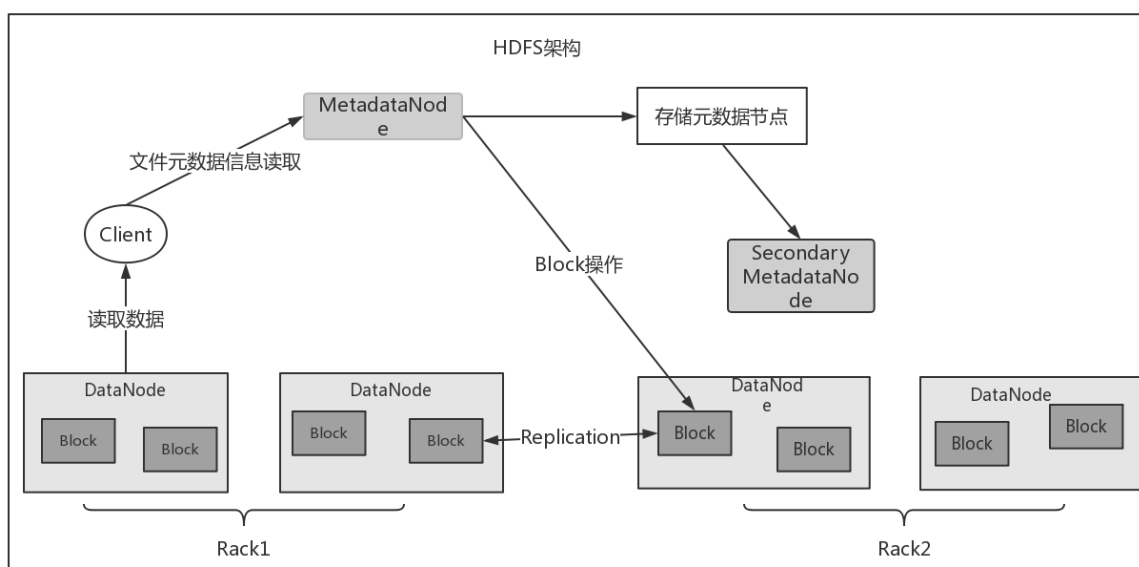 HDFS架构
MetadataNod
e
存储元数据节点
文件元数据信息读取
Client
Secondary
MetadataNo
de
Block操作
读取数据
DataNode
Block
Block
DataNode
Block
Block
Replication
DataNod
e
Block
Block
DataNode
Block
Block
Rack1
Rack2